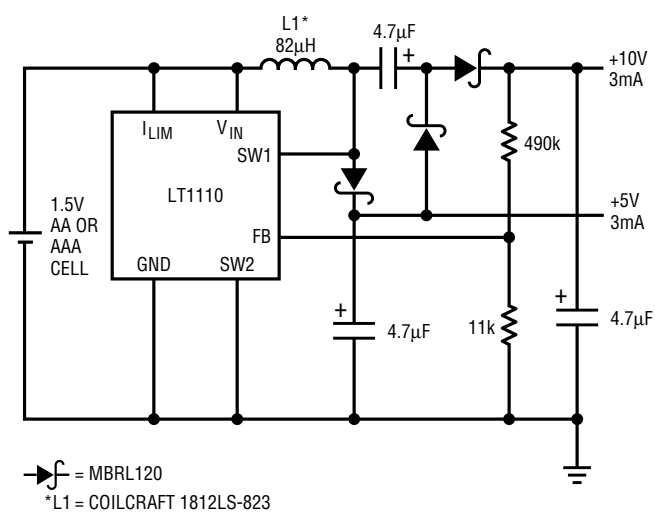 L1*
82µH
4.7µF
+
+10V
3mA
I_LIM
V_IN
SW1
490k
LT1110
1.5V
AA OR
AAA
CELL
+5V
3mA
FB
GND
SW2
+
4.7µF
11k
+
4.7µF
= MBRL120
*L1 = COILCRAFT 1812LS-823